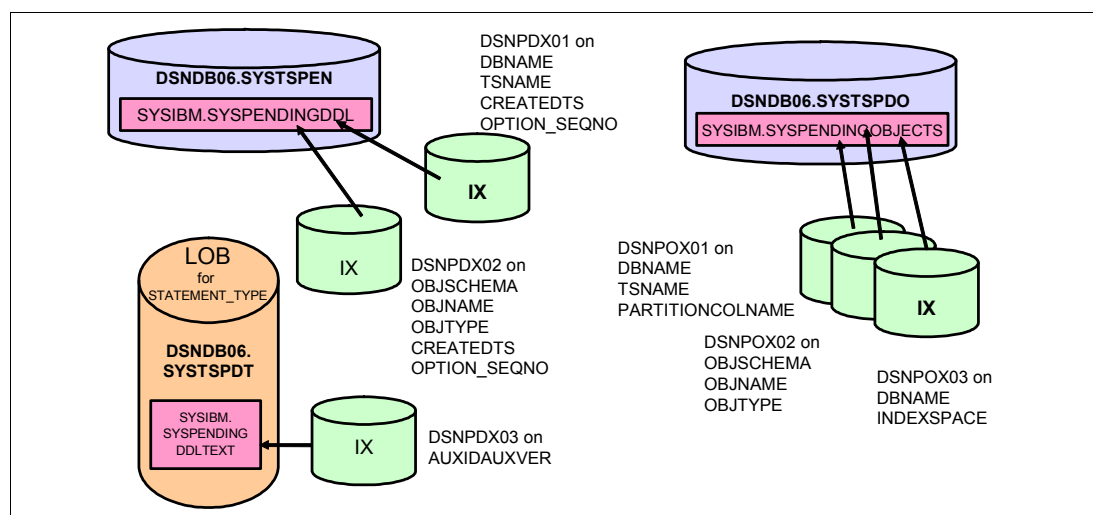 DSNDB06.SYSTSPEN
SYSIBM.SYSPENDINGDDL
DSNPDX01 on
DBNAME
TSNAME
CREATEDTS
OPTION_SEQNO
IX
IX
DSNPDX02 on
OBJSCHEMA
OBJNAME
OBJTYPE
CREATEDTS
OPTION_SEQNO
LOB
for
STATEMENT_TYPE
DSNDB06.
SYSTSPDT
SYSIBM.
SYSPENDING
DDLTEXT
IX
DSNPDX03 on
AUXIDAUXVER
DSNDB06.SYSTSPDO
SYSIBM.SYSPENDINGOBJECTS
DSNPOX01 on
DBNAME
TSNAME
PARTITIONCOLNAME
IX
DSNPOX02 on
OBJSCHEMA
OBJNAME
OBJTYPE
DSNPOX03 on
DBNAME
INDEXSPACE